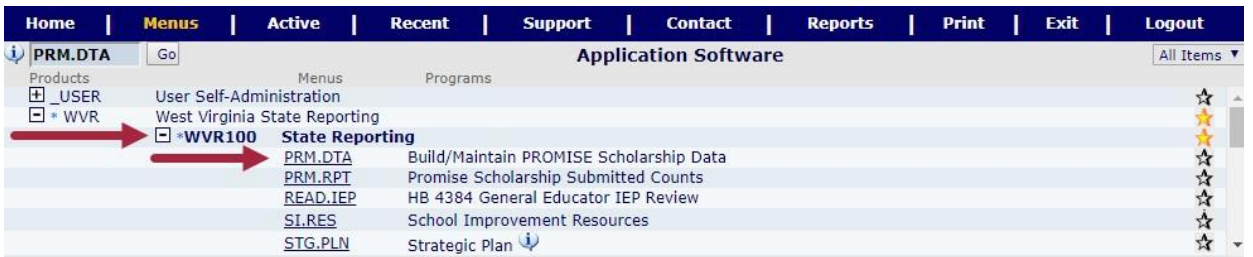 Home | Menus | Active | Recent | Support | Contact | Reports | Print | Exit | Logout
PRM.DTA Go Application Software All Items
Products Menus Programs
_USER User Self-Administration
* WVR West Virginia State Reporting
*WVR100 State Reporting
PRM.DTA Build/Maintain PROMISE Scholarship Data
PRM.RPT Promise Scholarship Submitted Counts
READ.IEP HB 4384 General Educator IEP Review
SI.RES School Improvement Resources
STG.PLN Strategic Plan